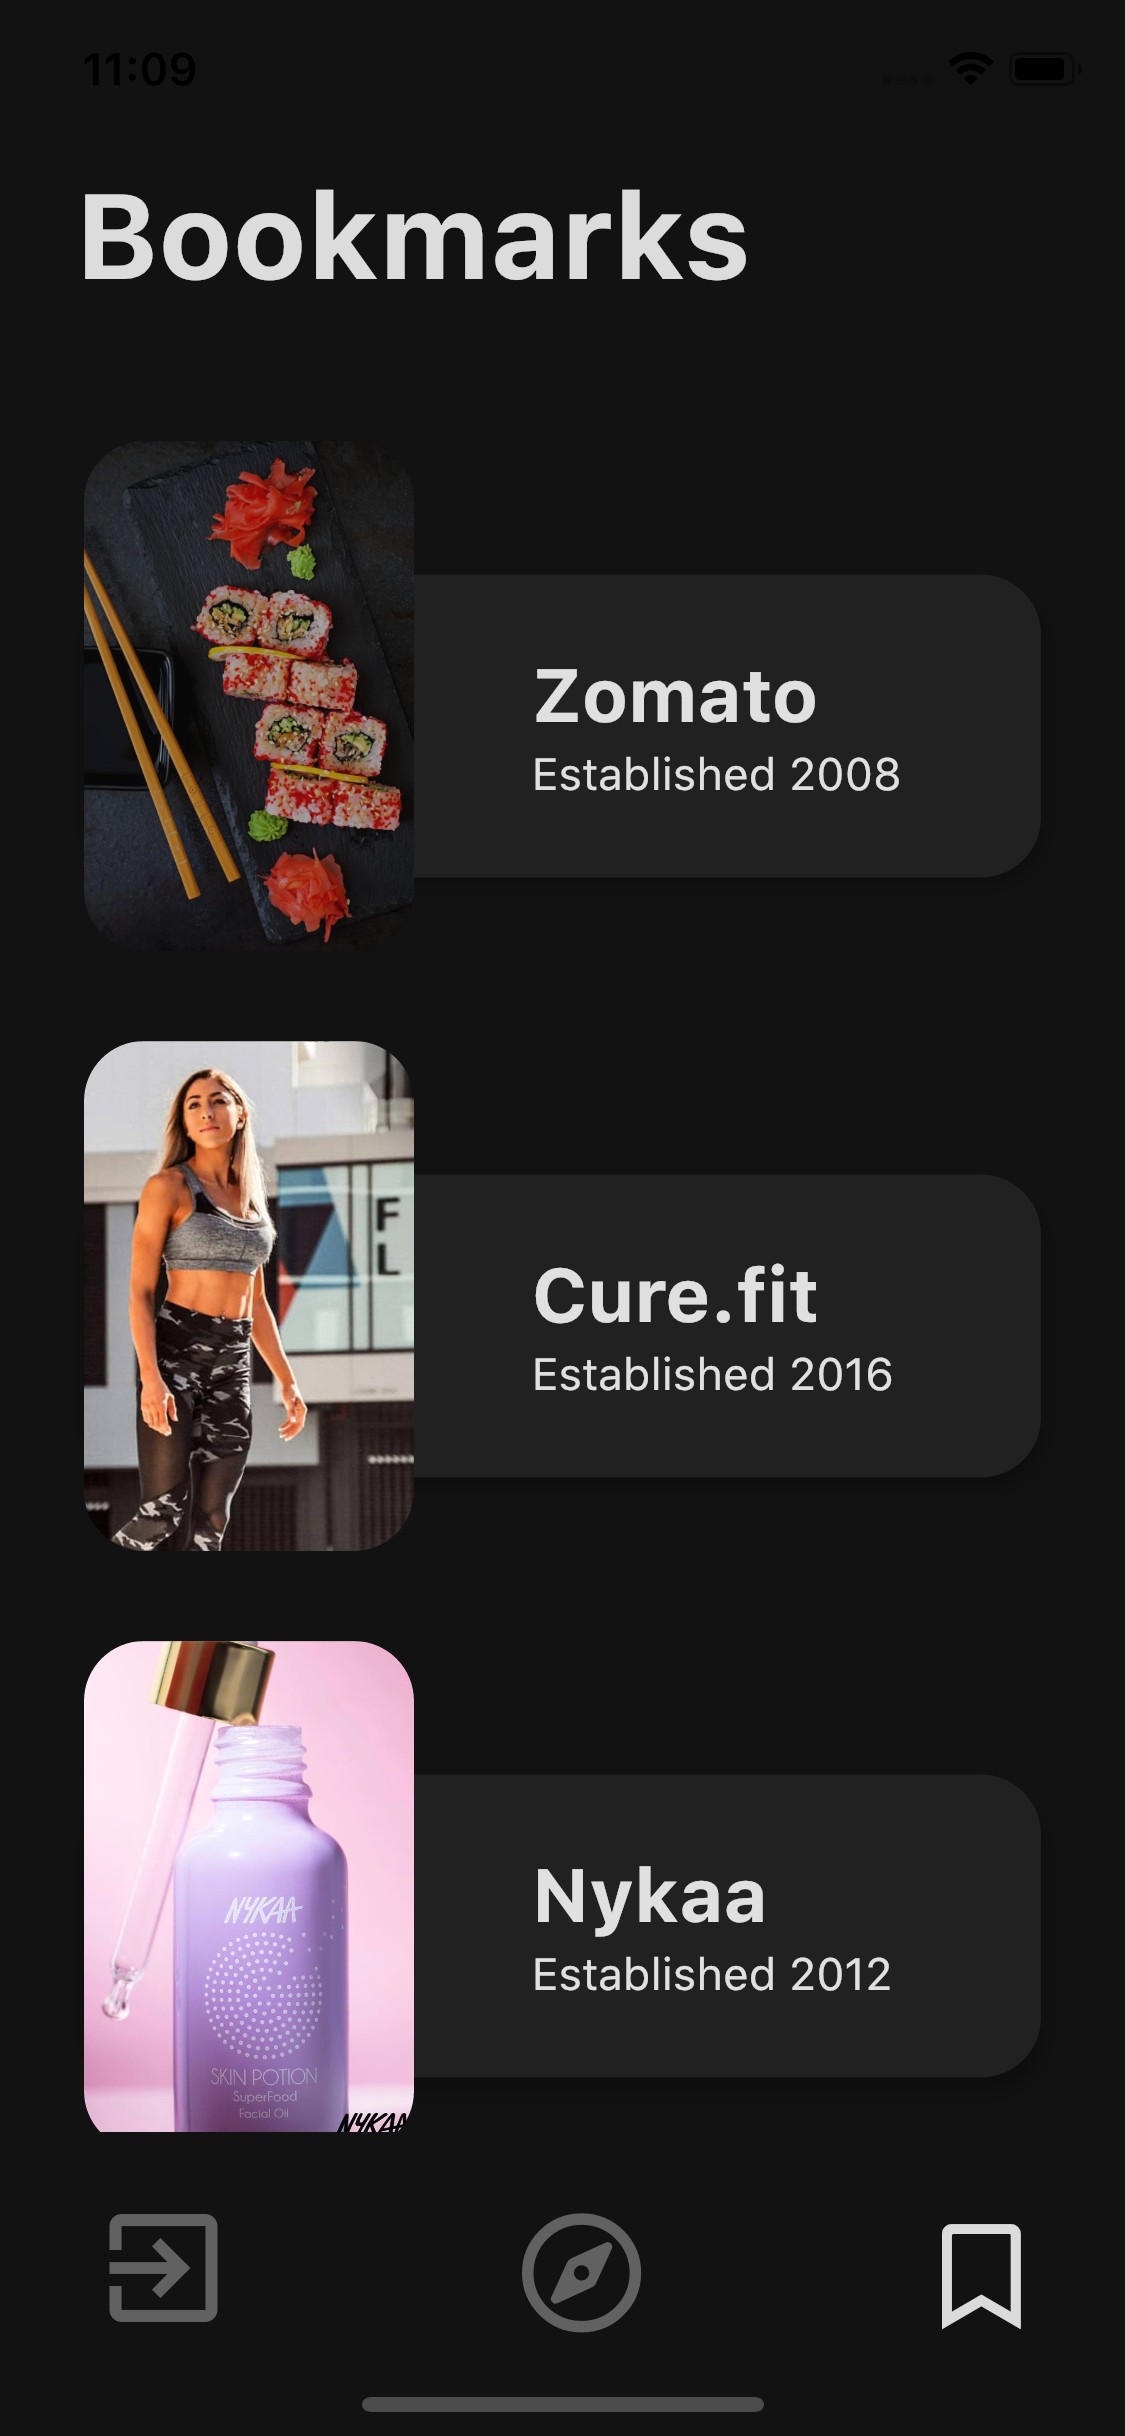 11:09
Bookmarks
Zomato
Established 2008
F
L
Cure.fit
Established 2016
Nykaa
Established 2012
NYKAA
SKIN POTION
SuperFood
Facial Oil
NYKAA